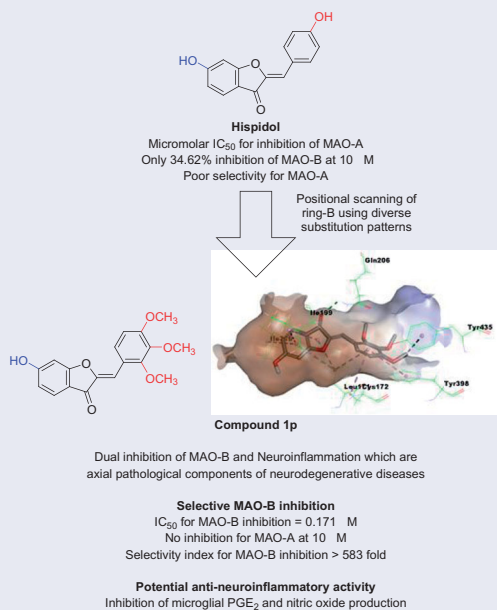 OH
HO
O
O
Hispidol
Micromolar IC50 for inhibition of MAO-A
Only 34.62% inhibition of MAO-B at 10 M
Poor selectivity for MAO-A
Positional scanning of
ring-B using diverse
substitution patterns
Gln206
Ile199
Tyr435
Tyr398
Cys172
OCH3
OCH3
OCH3
HO
O
O
Compound 1p
Dual inhibition of MAO-B and Neuroinflammation which are
axial pathological components of neurodegenerative diseases
Selective MAO-B inhibition
IC50 for MAO-B inhibition = 0.171 M
No inhibition for MAO-A at 10 M
Selectivity index for MAO-B inhibition > 583 fold
Potential anti-neuroinflammatory activity
Inhibition of microglial PGE2 and nitric oxide production